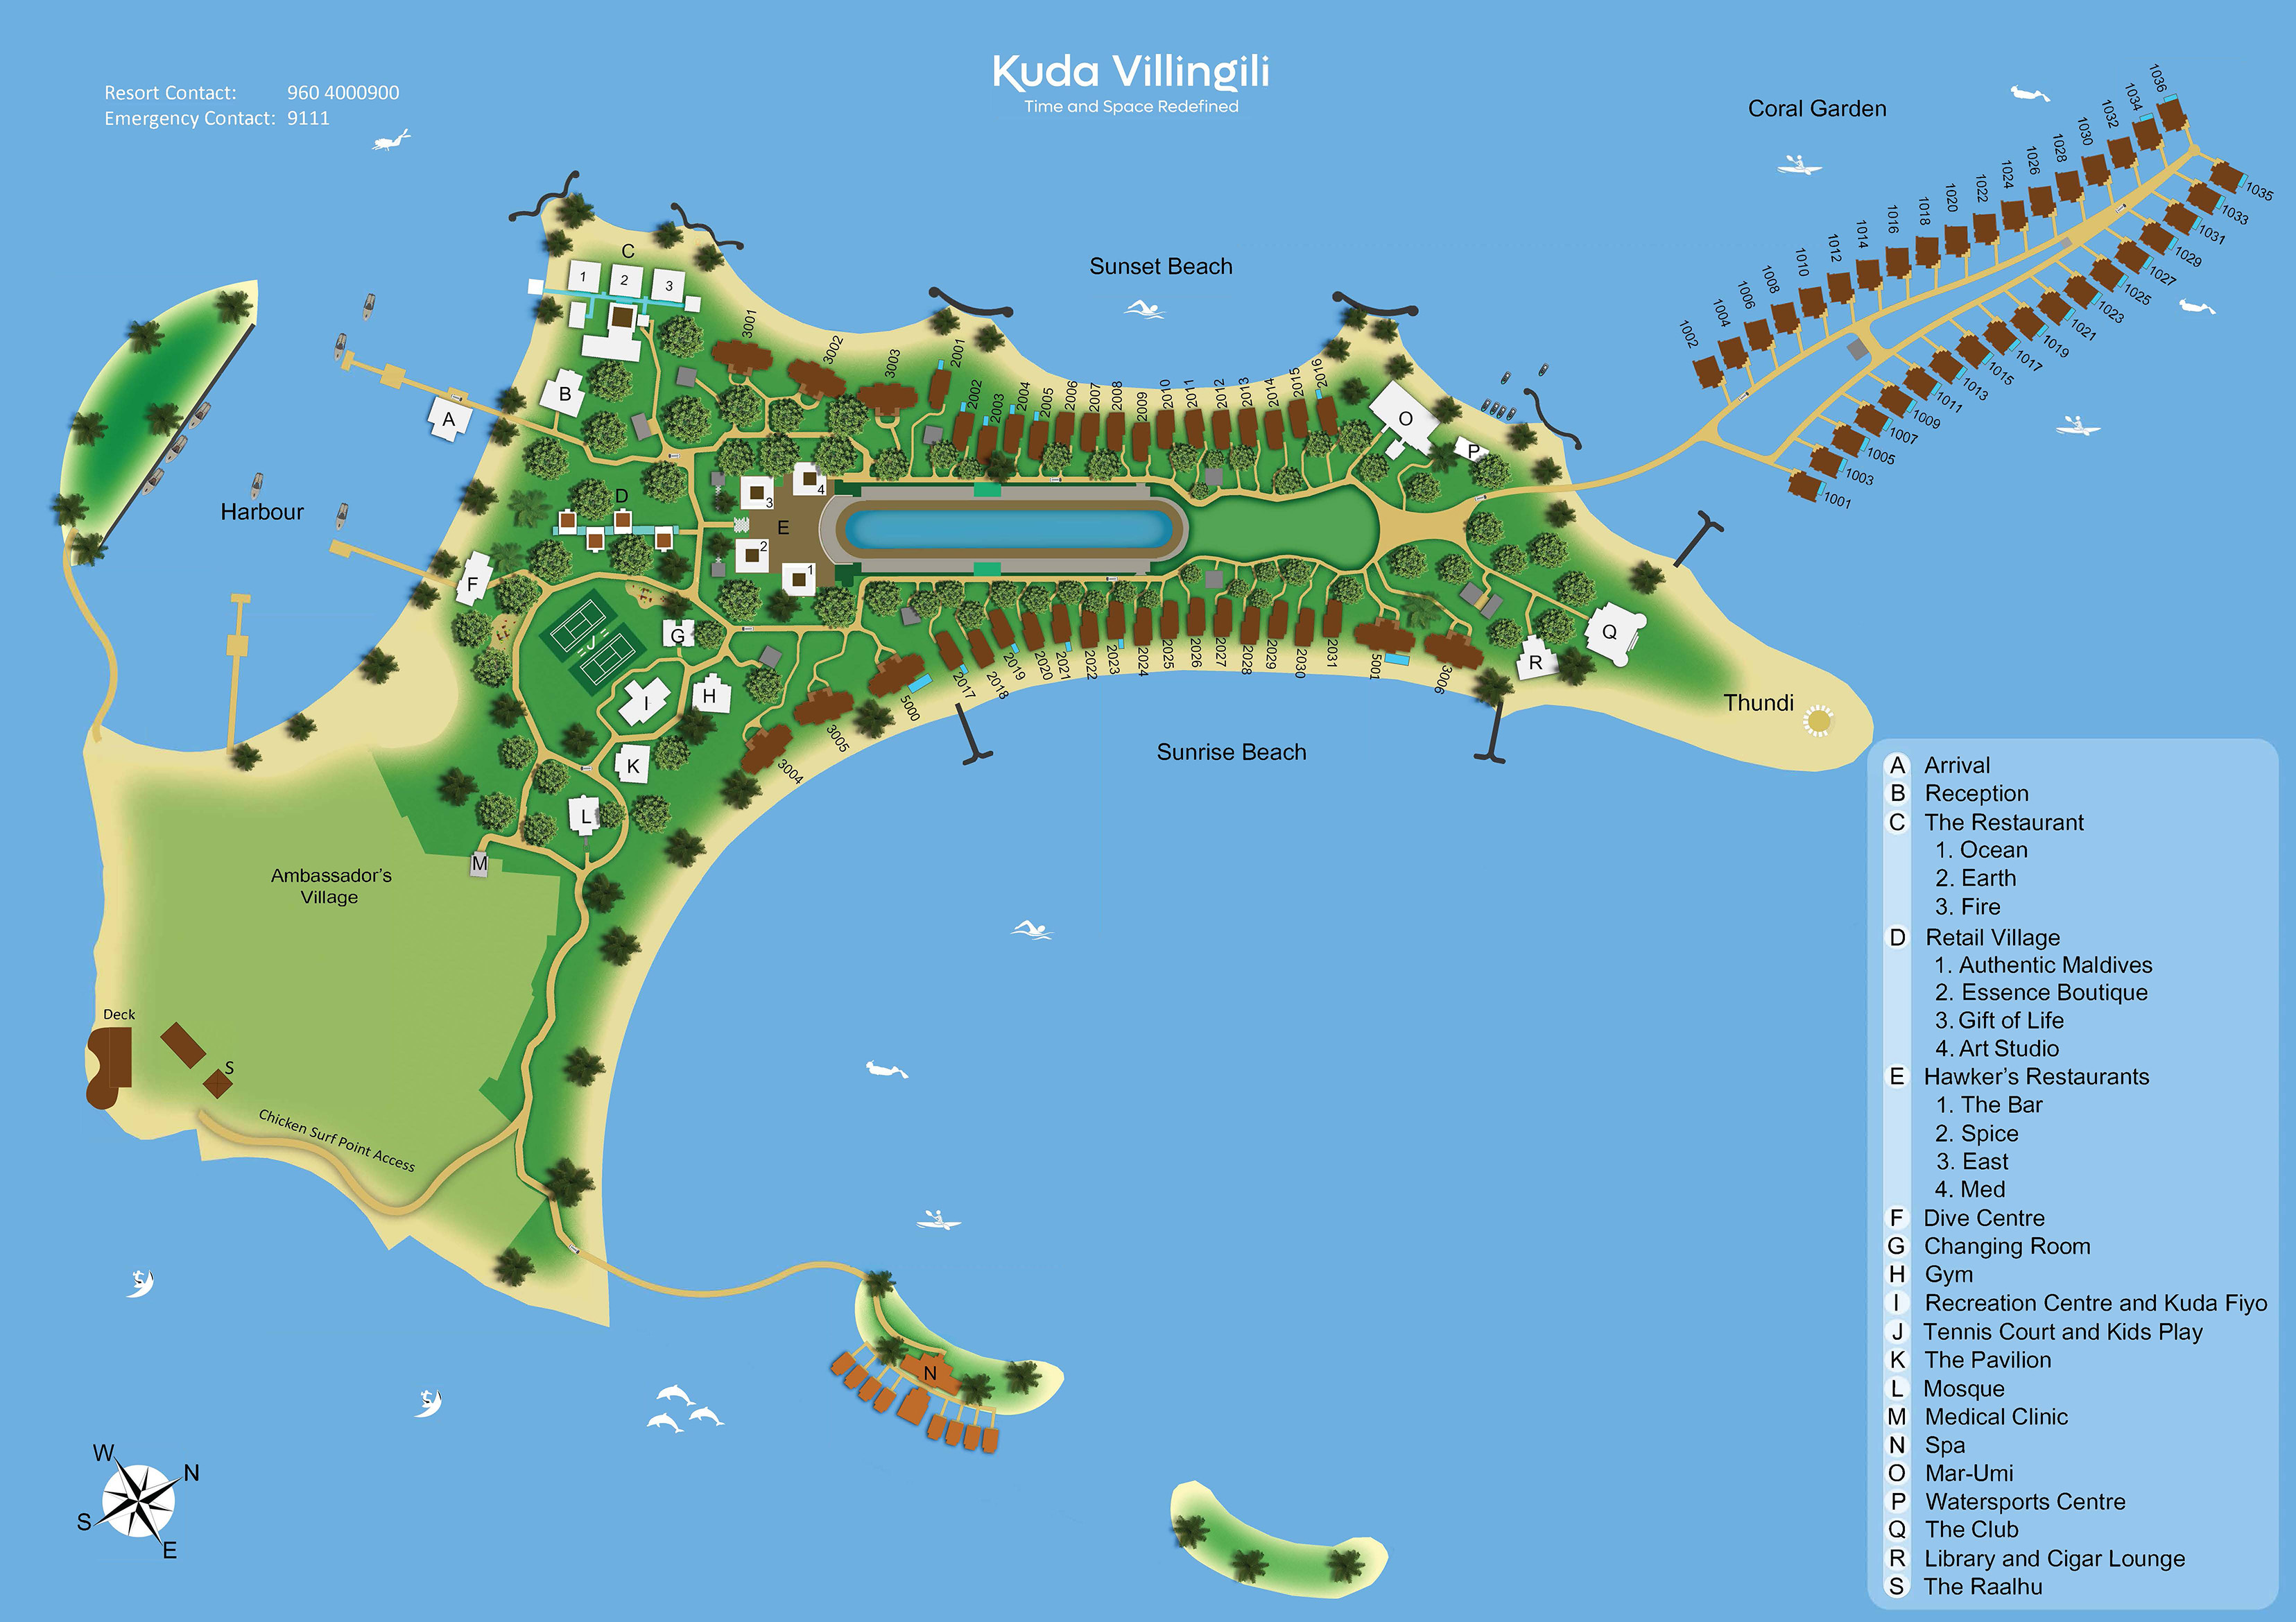 Kuda Villingili
Time and Space Redefined
Resort Contact: 960 4000900
Emergency Contact: 9111
Coral Garden
Sunset Beach
Harbour
Sunrise Beach
Thundi
Ambassador's
Village
Deck
S
Chicken Surf Point Access
A
B
C
1
2
3
D
E
1
2
3
4
F
G
H
I
J
K
L
M
N
O
P
Q
R
3001
3002
3003
2001
2002
2003
2004
2005
2006
2007
2008
2009
2010
2011
2012
2013
2014
2015
2016
3004
3005
5000
2017
2018
2019
2020
2021
2022
2023
2024
2025
2026
2027
2028
2029
2030
2031
5001
3006
1002
1004
1006
1008
1010
1012
1014
1016
1018
1020
1022
1024
1026
1028
1030
1032
1034
1036
1035
1033
1031
1029
1027
1025
1023
1021
1019
1017
1015
1013
1011
1009
1007
1005
1003
1001
W
N
S
E
A Arrival
B Reception
C The Restaurant
1. Ocean
2. Earth
3. Fire
D Retail Village
1. Authentic Maldives
2. Essence Boutique
3. Gift of Life
4. Art Studio
E Hawker's Restaurants
1. The Bar
2. Spice
3. East
4. Med
F Dive Centre
G Changing Room
H Gym
I Recreation Centre and Kuda Fiyo
J Tennis Court and Kids Play
K The Pavilion
L Mosque
M Medical Clinic
N Spa
O Mar-Umi
P Watersports Centre
Q The Club
R Library and Cigar Lounge
S The Raalhu